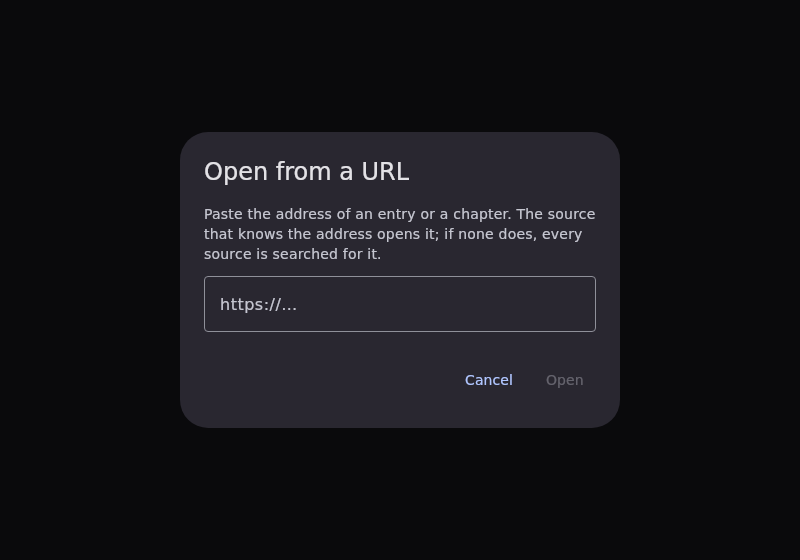 Open from a URL
Paste the address of an entry or a chapter. The source
that knows the address opens it; if none does, every
source is searched for it.
https://…
Cancel
Open